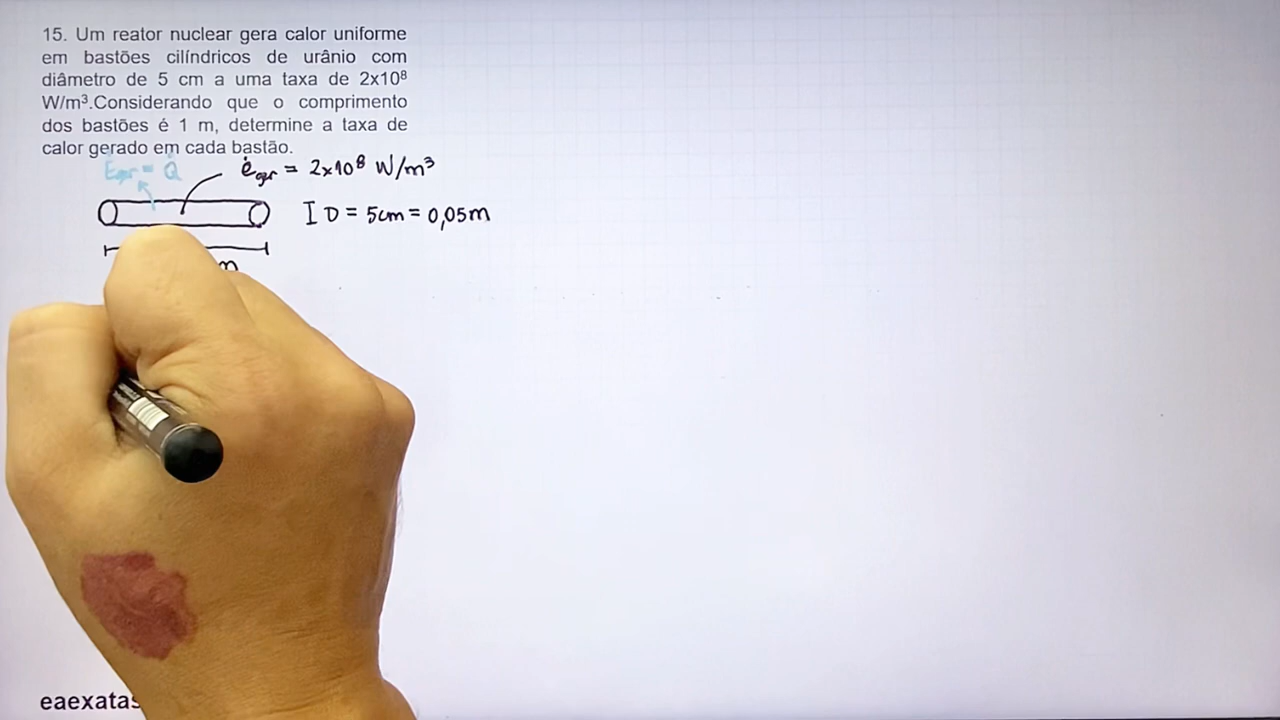 15. Um reator nuclear gera calor uniforme
em bastões cilíndricos de urânio com
diâmetro de 5 cm a uma taxa de 2x10⁸
W/m³.Considerando que o comprimento
dos bastões é 1 m, determine a taxa de
calor gerado em cada bastão.
Ėger = Q̇
ėger = 2x10⁸ W/m³
D = 5cm = 0,05m
m
eaexatas